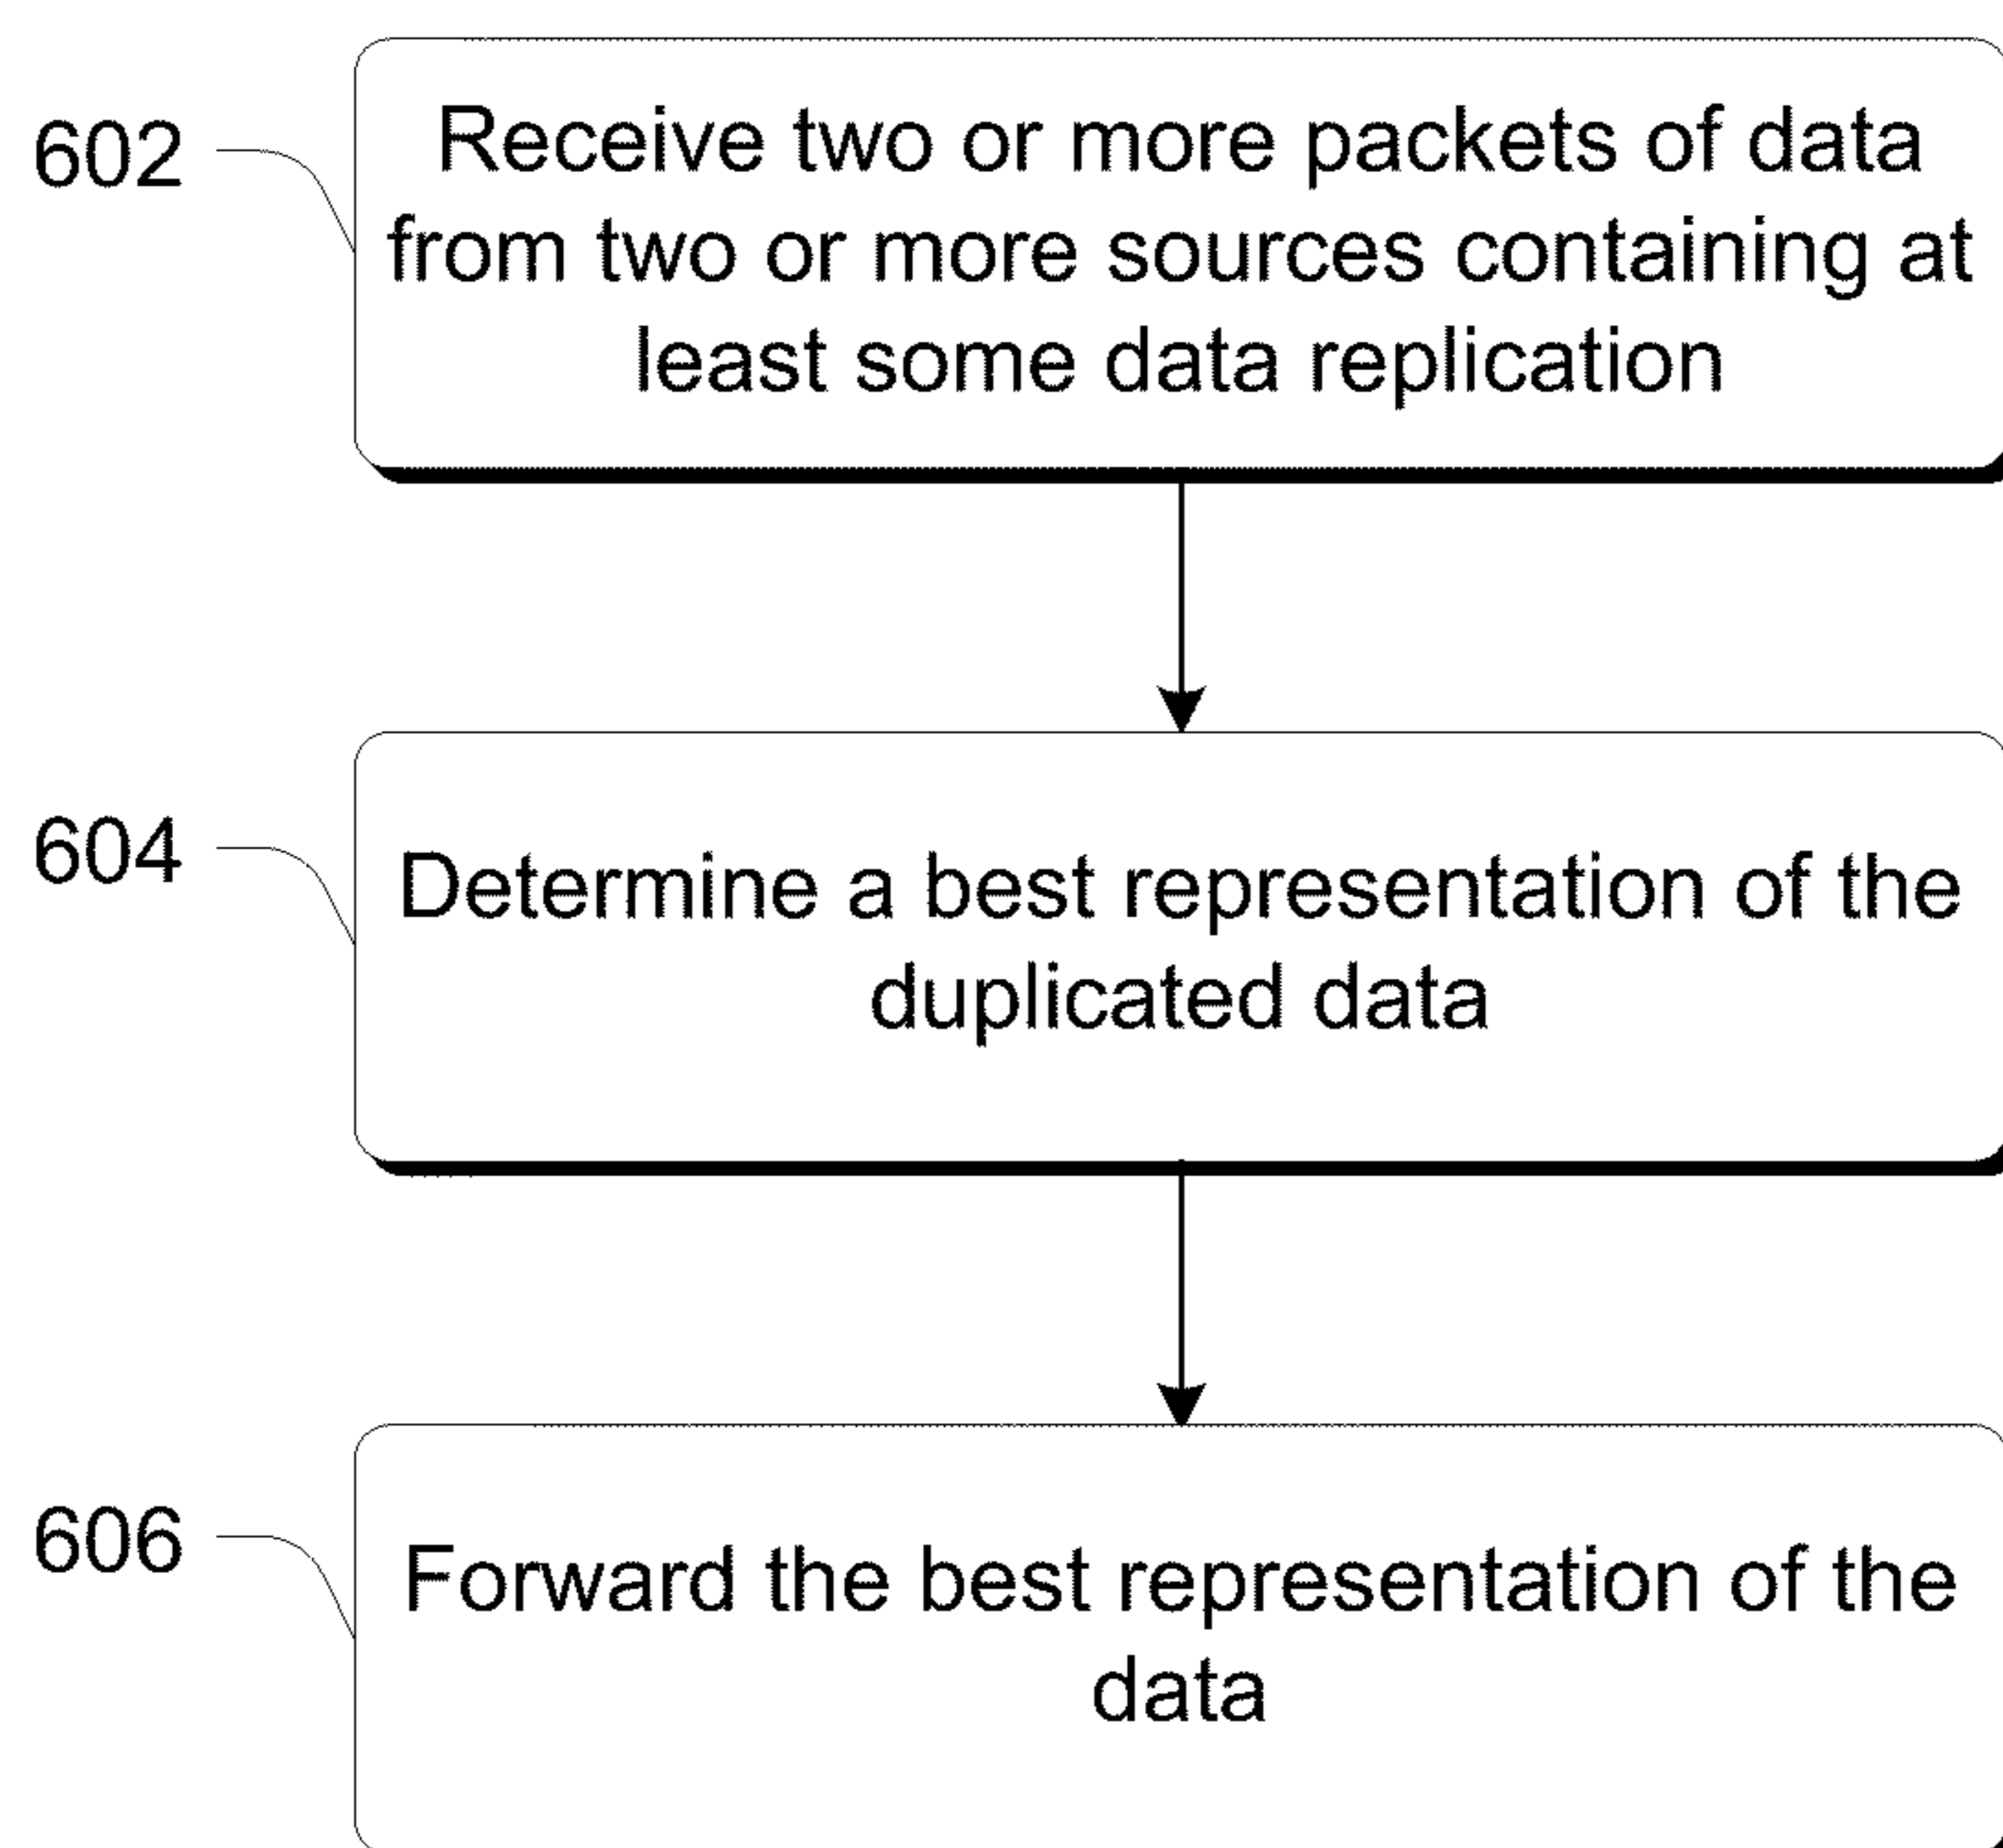 602
Receive two or more packets of data
from two or more sources containing at
least some data replication
604
Determine a best representation of the
duplicated data
606
Forward the best representation of the
data